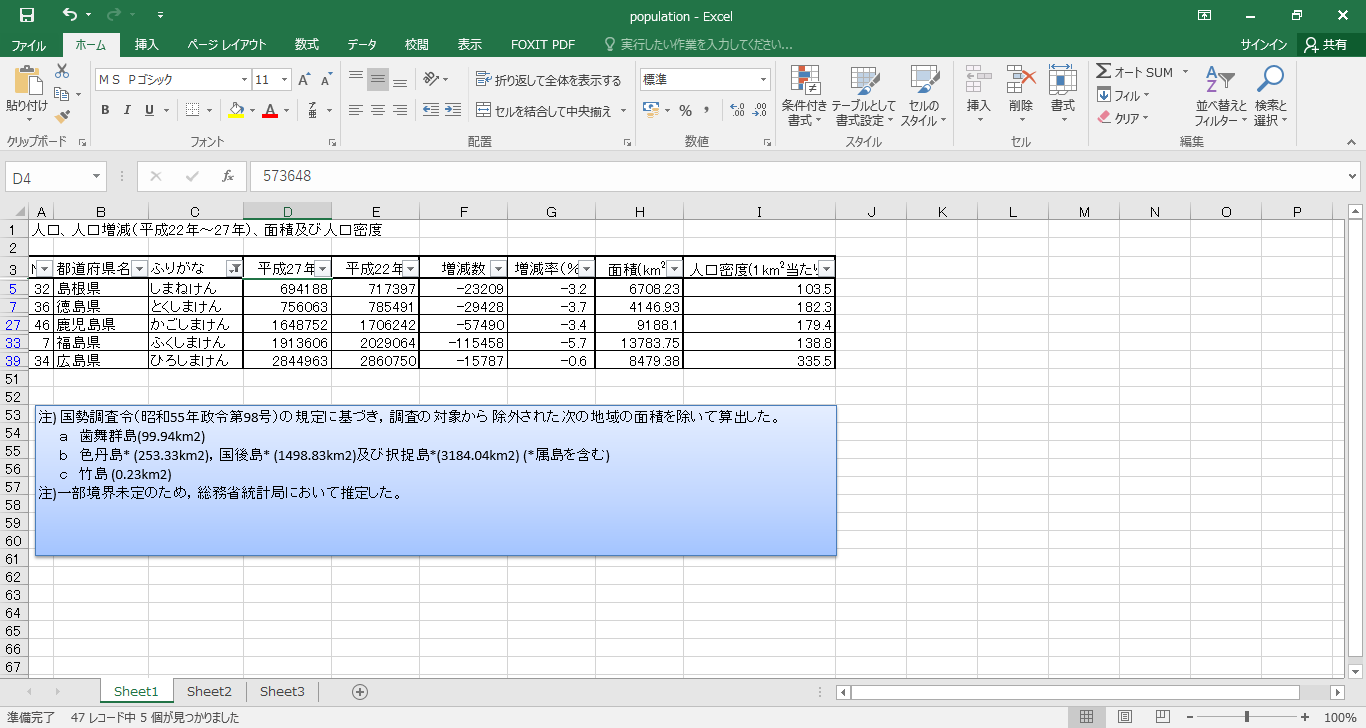 population - Excel
ファイル ホーム 挿入 ページ レイアウト 数式 データ 校閲 表示 FOXIT PDF 実行したい作業を入力してください... サインイン 共有
ＭＳ Ｐゴシック 11 折り返して全体を表示する 標準 オート SUM
貼り付け B I U セルを結合して中央揃え % 条件付き書式 テーブルとして書式設定 セルのスタイル 挿入 削除 書式 フィル クリア 並べ替えとフィルター 検索と選択
クリップボード フォント 配置 数値 スタイル セル 編集
D4 fx 573648
A B C D E F G H I J K L M N O P
1 人口、人口増減(平成22年～27年)、面積及び人口密度
2
3 都道府県名 ふりがな 平成27年 平成22年 増減数 増減率(% 面積(km² 人口密度(1km²当たり
5 32 島根県 しまねけん 694188 717397 -23209 -3.2 6708.23 103.5
7 36 徳島県 とくしまけん 756063 785491 -29428 -3.7 4146.93 182.3
27 46 鹿児島県 かごしまけん 1648752 1706242 -57490 -3.4 9188.1 179.4
33 7 福島県 ふくしまけん 1913606 2029064 -115458 -5.7 13783.75 138.8
39 34 広島県 ひろしまけん 2844963 2860750 -15787 -0.6 8479.38 335.5
51
52
53 注) 国勢調査令(昭和55年政令第98号)の規定に基づき, 調査の対象から除外された次の地域の面積を除いて算出した。
54 a 歯舞群島(99.94km2)
55 b 色丹島* (253.33km2), 国後島* (1498.83km2)及び択捉島*(3184.04km2) (*属島を含む)
56 c 竹島 (0.23km2)
57 注)一部境界未定のため, 総務省統計局において推定した。
58
59
60
61
62
63
64
65
66
67
Sheet1 Sheet2 Sheet3
準備完了 47 レコード中 5 個が見つかりました 100%